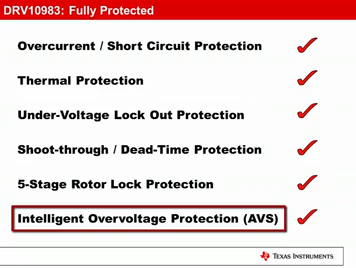 DRV10983: Fully Protected
Overcurrent / Short Circuit Protection
Thermal Protection
Under-Voltage Lock Out Protection
Shoot-through / Dead-Time Protection
5-Stage Rotor Lock Protection
Intelligent Overvoltage Protection (AVS)
TEXAS INSTRUMENTS